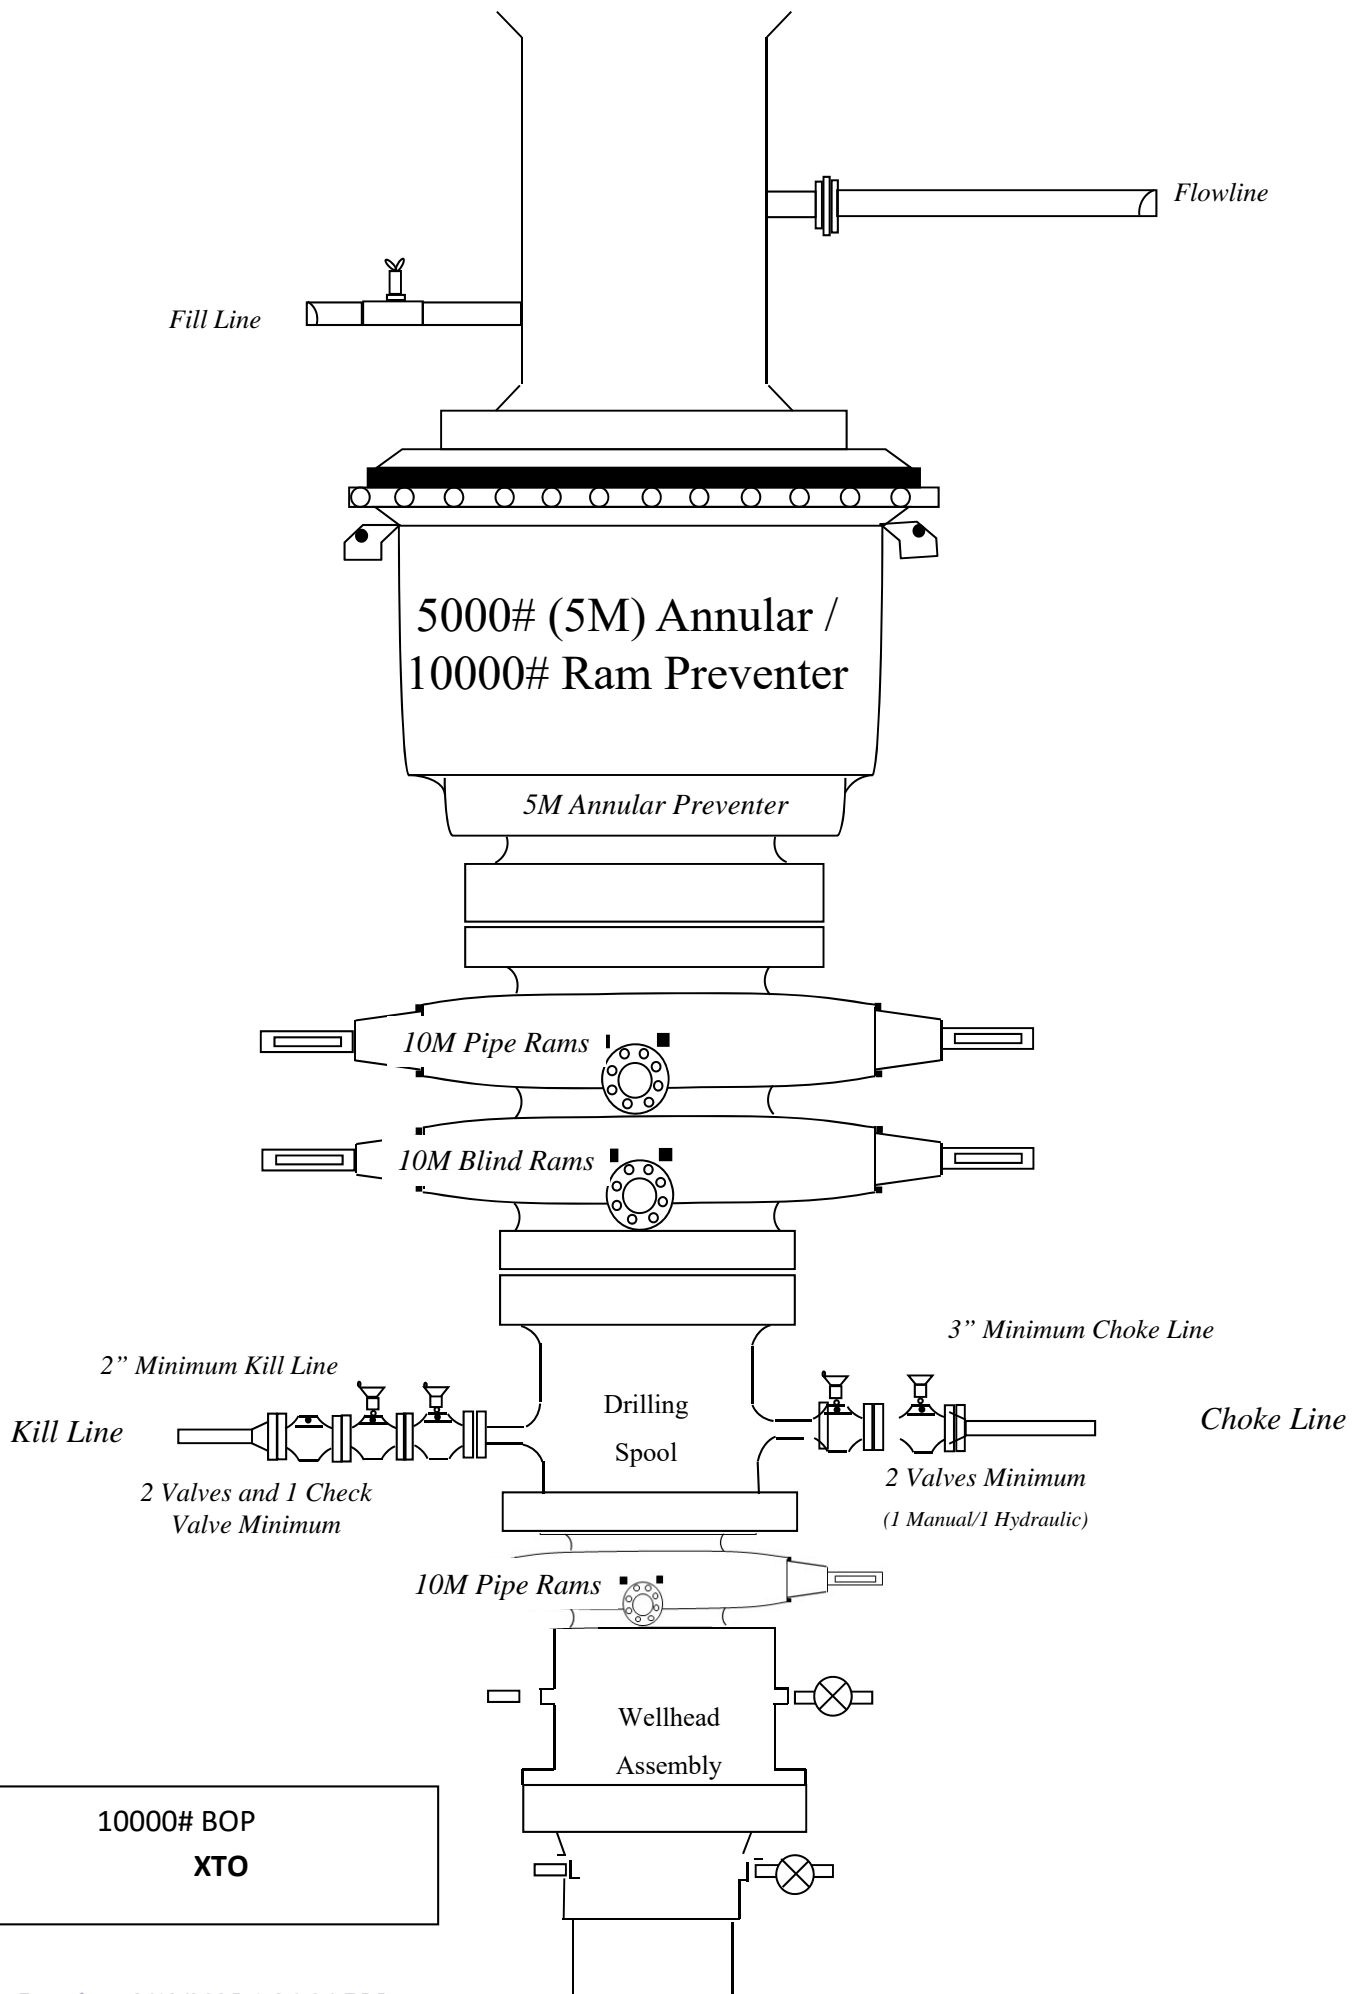 Flowline
Fill Line
5000# (5M) Annular /
10000# Ram Preventer
5M Annular Preventer
10M Pipe Rams
10M Blind Rams
3” Minimum Choke Line
2” Minimum Kill Line
Drilling
Spool
Kill Line
Choke Line
2 Valves and 1 Check
Valve Minimum
2 Valves Minimum
(1 Manual/1 Hydraulic)
10M Pipe Rams
Wellhead
Assembly
10000# BOP
XTO